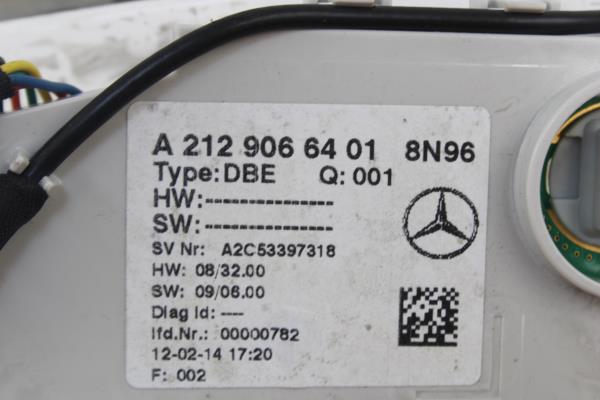 A 212 906 64 01 8N96
Type: DBE Q: 001
HW:----------------
SW:----------------
SV Nr: A2C53397318
HW: 08/32.00
SW: 09/06.00
Diag Id: ----
lfd.Nr.: 00000782
12-02-14 17:20
F: 002